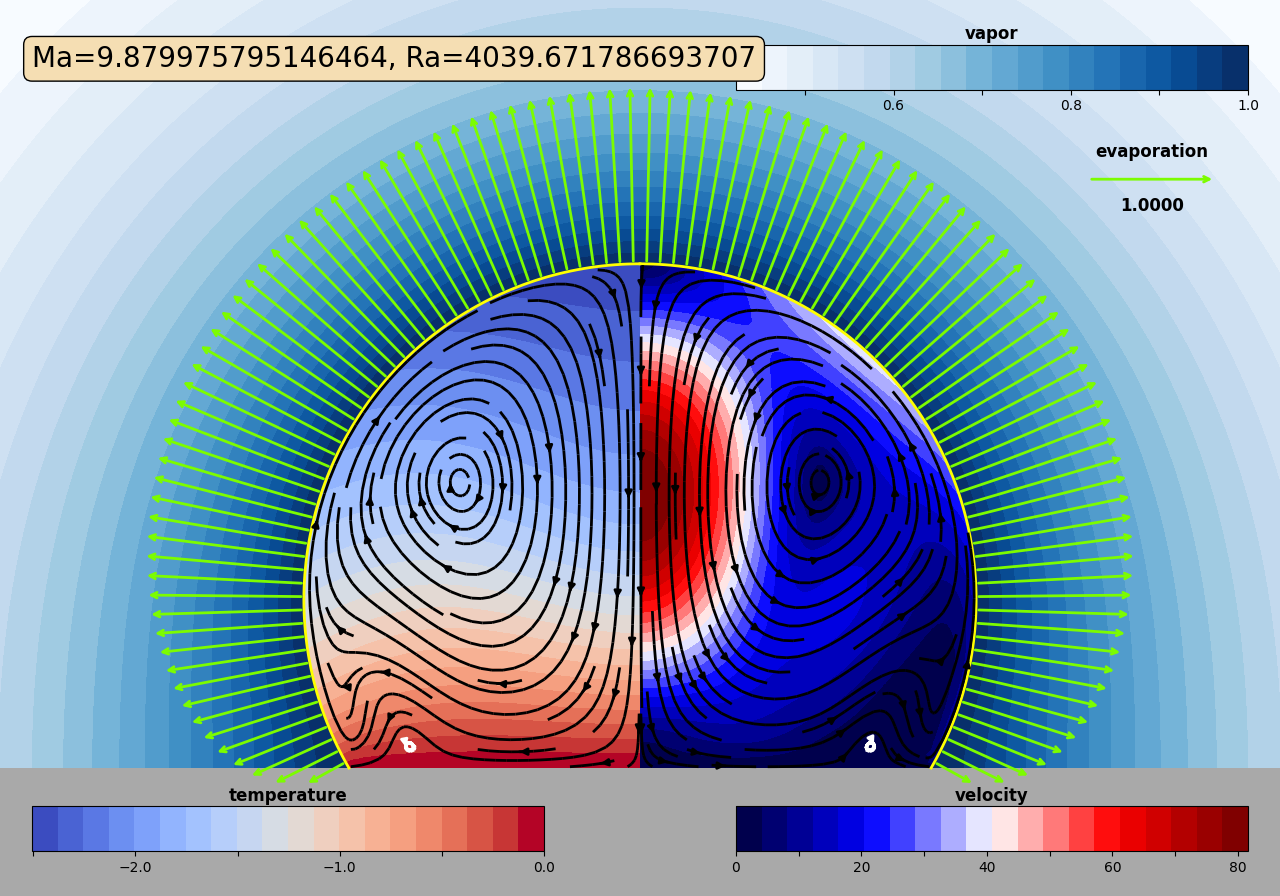 vapor
Ma=9.879975795146464, Ra=4039.671786693707
0.6 0.8 1.0
evaporation
1.0000
temperature
velocity
−2.0 −1.0 0.0
0 20 40 60 80